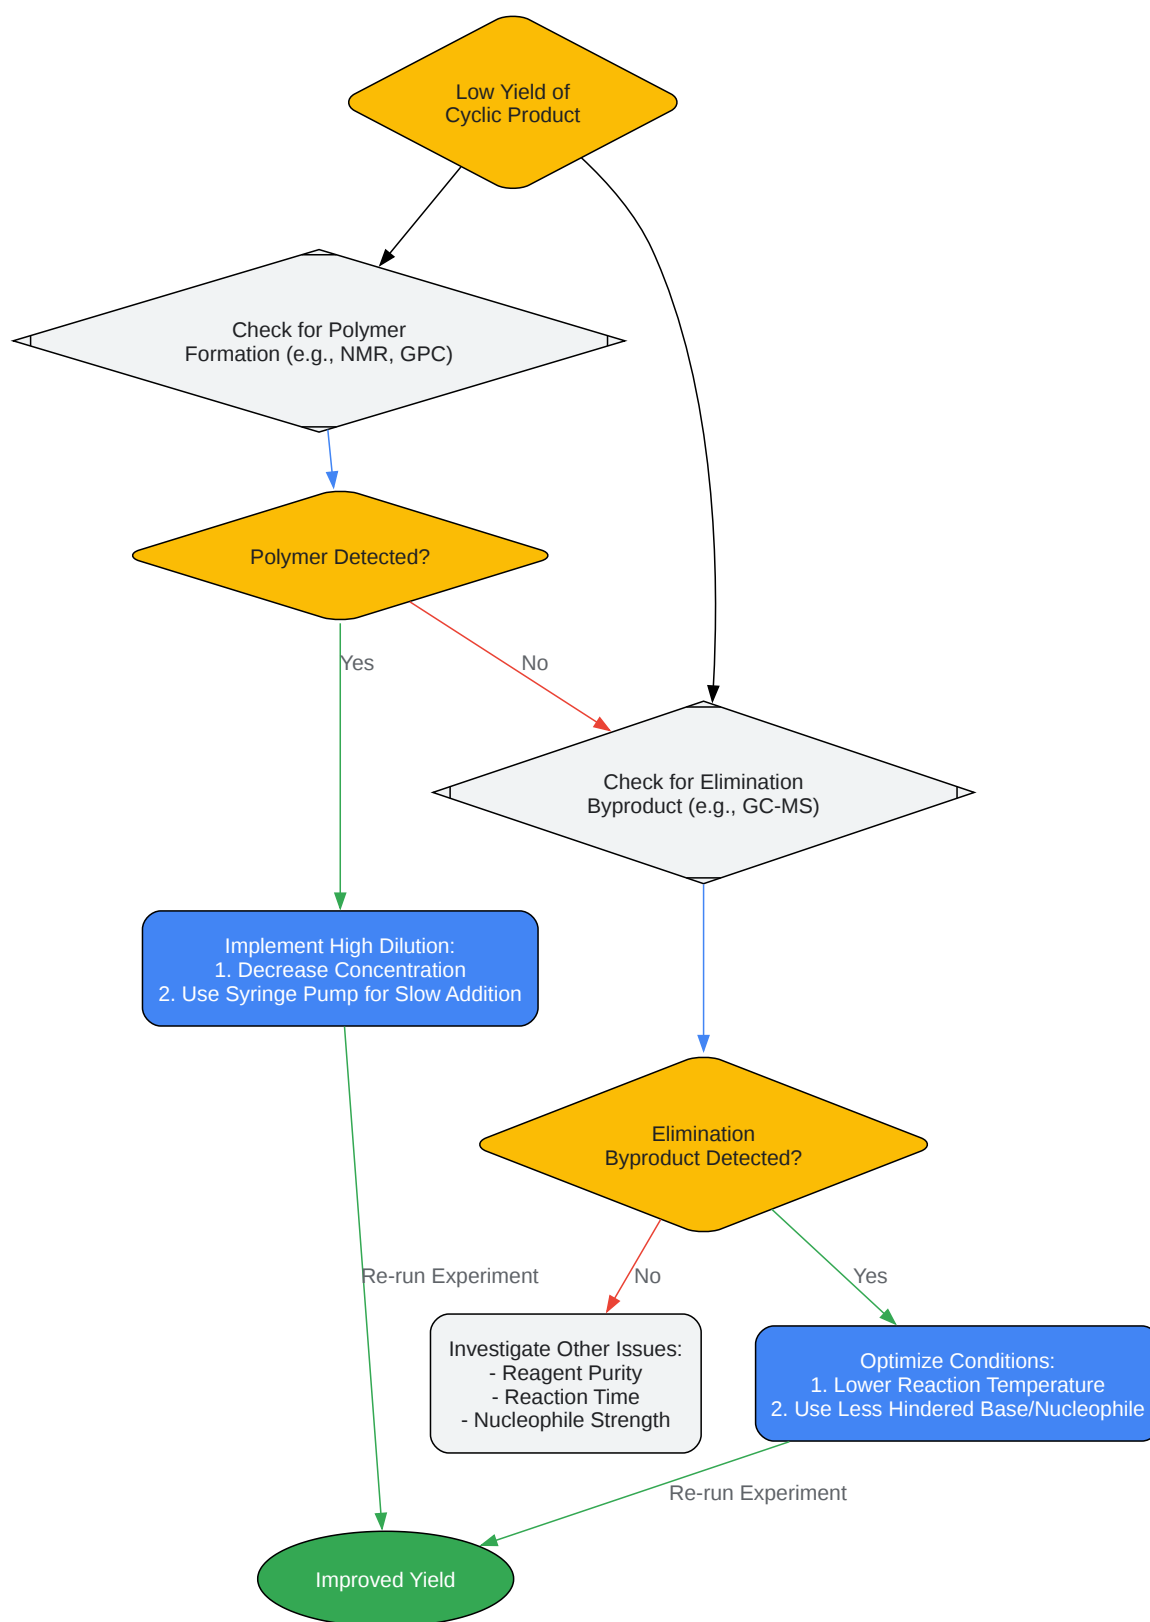 Low Yield of
Cyclic Product
Check for Polymer
Formation (e.g., NMR, GPC)
Polymer Detected?
Yes
No
Check for Elimination
Byproduct (e.g., GC-MS)
Implement High Dilution:
1. Decrease Concentration
2. Use Syringe Pump for Slow Addition
Elimination
Byproduct Detected?
Re-run Experiment
No
Yes
Investigate Other Issues:
- Reagent Purity
- Reaction Time
- Nucleophile Strength
Optimize Conditions:
1. Lower Reaction Temperature
2. Use Less Hindered Base/Nucleophile
Re-run Experiment
Improved Yield